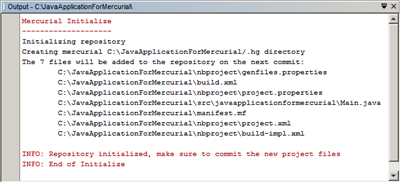 Output - C:\JavaApplicationForMercurial\
Mercurial Initialize
--------------------
Initializing repository
Creating mercurial C:\JavaApplicationForMercurial/.hg directory
The 7 files will be added to the repository on the next commit:
C:\JavaApplicationForMercurial\nbproject\genfiles.properties
C:\JavaApplicationForMercurial\build.xml
C:\JavaApplicationForMercurial\nbproject\project.properties
C:\JavaApplicationForMercurial\src\javaapplicationformercurial\Main.java
C:\JavaApplicationForMercurial\manifest.mf
C:\JavaApplicationForMercurial\nbproject\project.xml
C:\JavaApplicationForMercurial\nbproject\build-impl.xml
INFO: Repository initialized, make sure to commit the new project files
INFO: End of Initialize